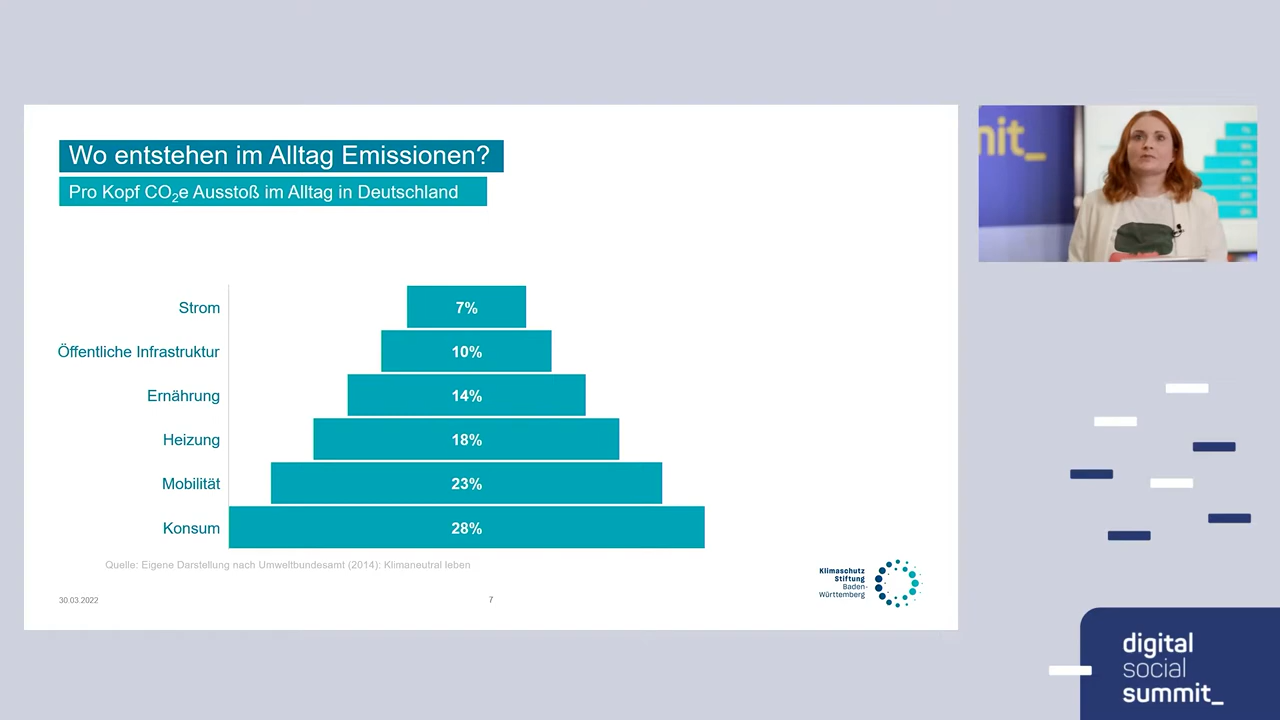 Wo entstehen im Alltag Emissionen?
Pro Kopf CO₂e Ausstoß im Alltag in Deutschland
Strom 7%
Öffentliche Infrastruktur 10%
Ernährung 14%
Heizung 18%
Mobilität 23%
Konsum 28%
Quelle: Eigene Darstellung nach Umweltbundesamt (2014): Klimaneutral leben
30.03.2022
7
Klimaschutz
Stiftung
Baden-
Württemberg
nit_
digital
social
summit_